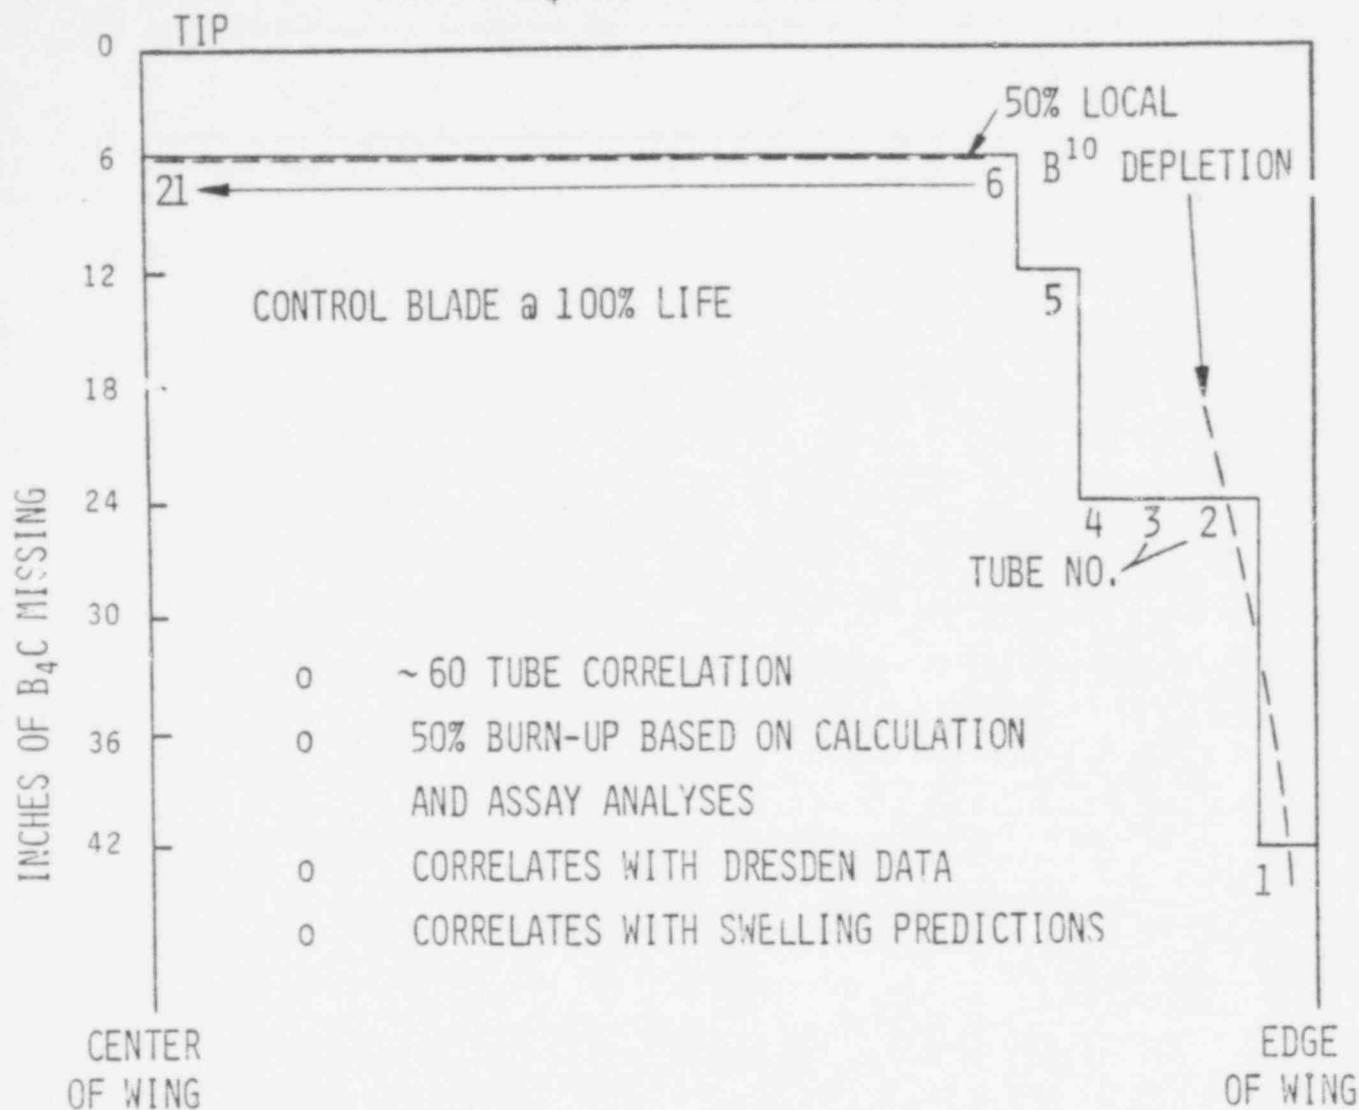 TIP
0
50% LOCAL
B¹⁰ DEPLETION
6
21
6
12
5
CONTROL BLADE @ 100% LIFE
18
24
4 3 2
TUBE NO.
30
36
42
1
INCHES OF B₄C MISSING
o ~ 60 TUBE CORRELATION
o 50% BURN-UP BASED ON CALCULATION
AND ASSAY ANALYSES
o CORRELATES WITH DRESDEN DATA
o CORRELATES WITH SWELLING PREDICTIONS
CENTER
OF WING
EDGE
OF WING